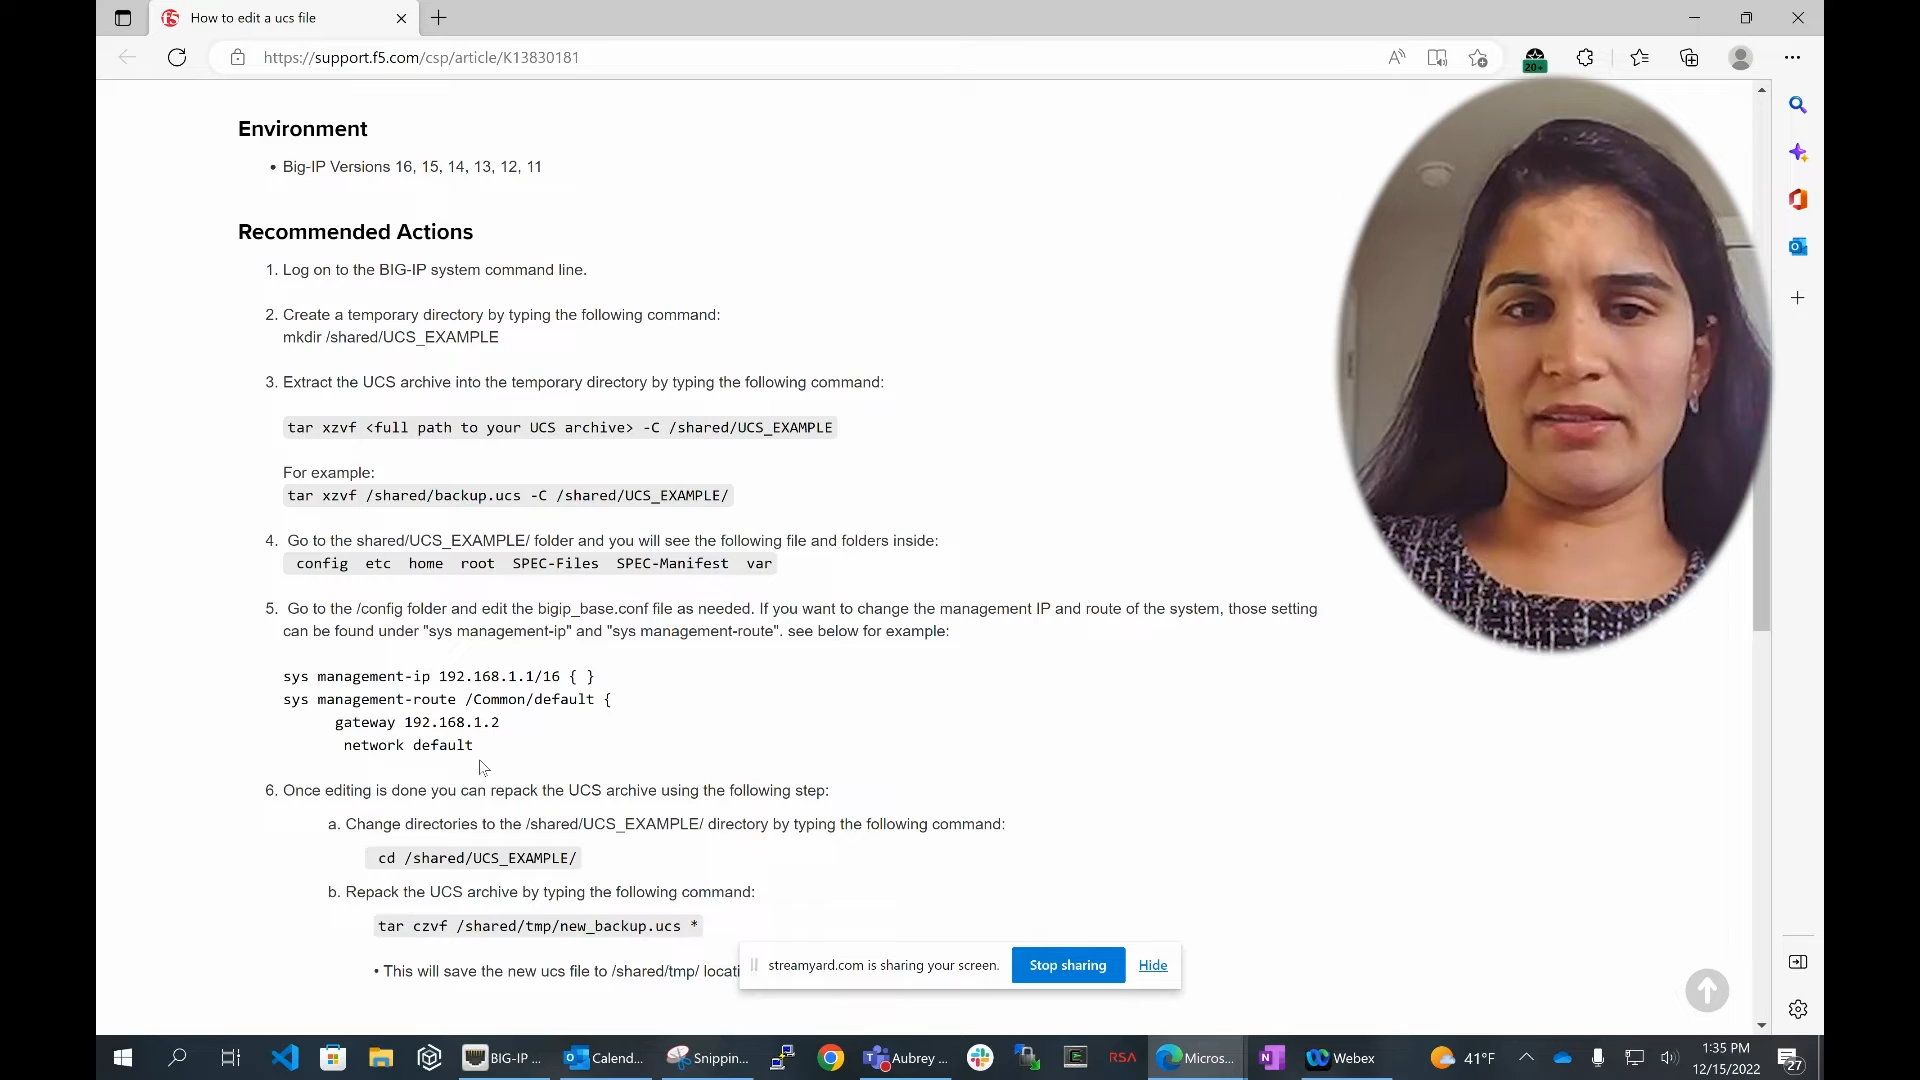 How to edit a ucs file
https://support.f5.com/csp/article/K13830181
20+
Environment
• Big-IP Versions 16, 15, 14, 13, 12, 11
Recommended Actions
1. Log on to the BIG-IP system command line.
2. Create a temporary directory by typing the following command:
mkdir /shared/UCS_EXAMPLE
3. Extract the UCS archive into the temporary directory by typing the following command:
tar xzvf <full path to your UCS archive> -C /shared/UCS_EXAMPLE
For example:
tar xzvf /shared/backup.ucs -C /shared/UCS_EXAMPLE/
4. Go to the shared/UCS_EXAMPLE/ folder and you will see the following file and folders inside:
config etc home root SPEC-Files SPEC-Manifest var
5. Go to the /config folder and edit the bigip_base.conf file as needed. If you want to change the management IP and route of the system, those setting
can be found under "sys management-ip" and "sys management-route". see below for example:
sys management-ip 192.168.1.1/16 { }
sys management-route /Common/default {
gateway 192.168.1.2
network default
6. Once editing is done you can repack the UCS archive using the following step:
a. Change directories to the /shared/UCS_EXAMPLE/ directory by typing the following command:
cd /shared/UCS_EXAMPLE/
b. Repack the UCS archive by typing the following command:
tar czvf /shared/tmp/new_backup.ucs *
• This will save the new ucs file to /shared/tmp/ locati
streamyard.com is sharing your screen. Stop sharing Hide
BIG-IP ... Calend... Snippin... Aubrey ... RSA Micros... Webex 41°F
1:35 PM
12/15/2022
27